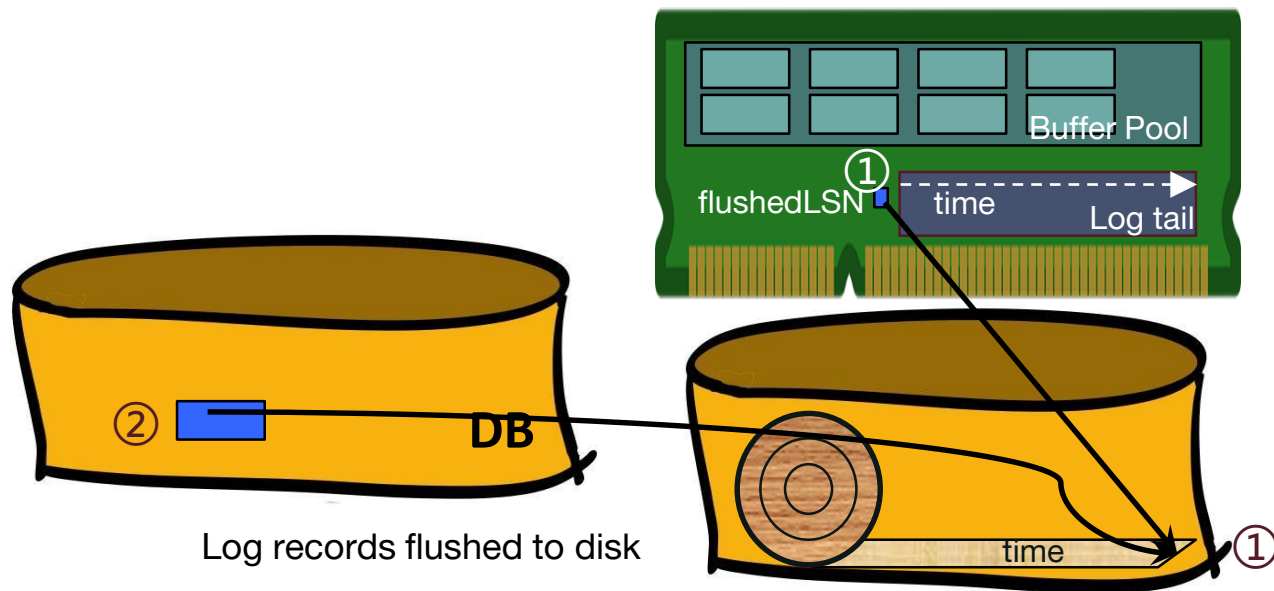 Buffer Pool
①
flushedLSN
time
Log tail
②
DB
Log records flushed to disk
time
①